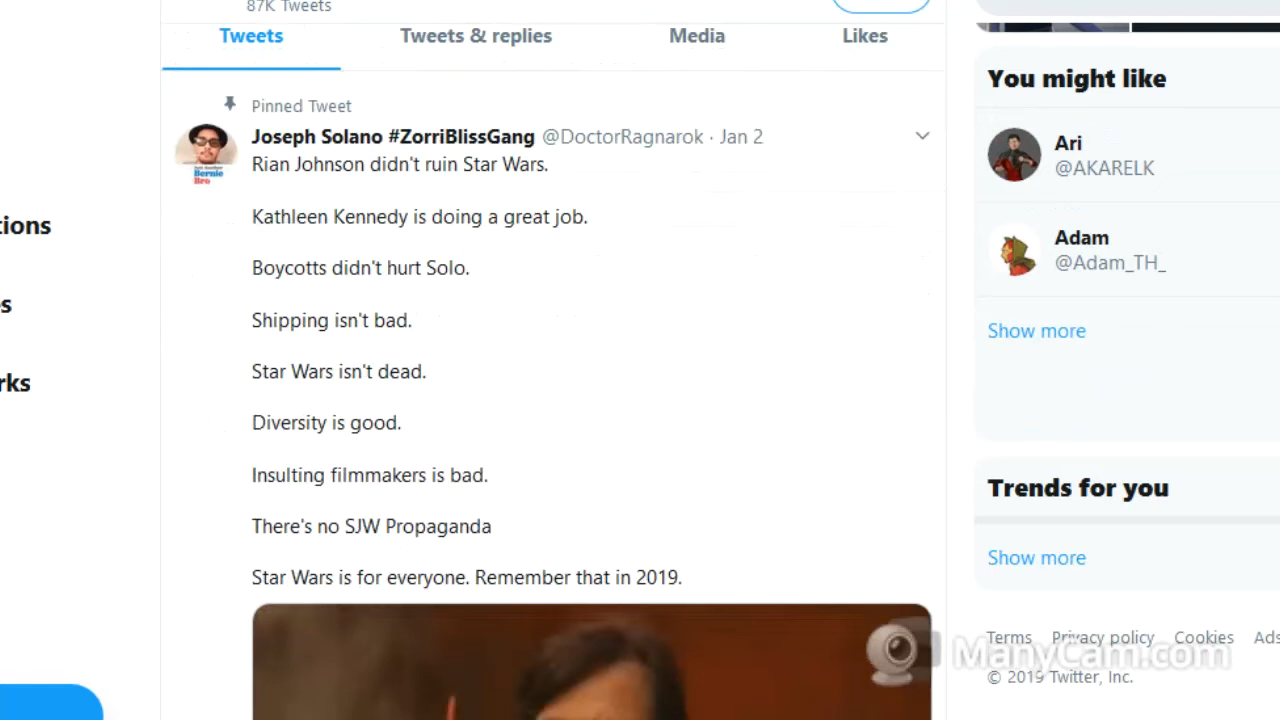 87K Tweets
Tweets
Tweets & replies
Media
Likes
Pinned Tweet
Joseph Solano #ZorriBlissGang @DoctorRagnarok · Jan 2
Rian Johnson didn't ruin Star Wars.
Kathleen Kennedy is doing a great job.
Boycotts didn't hurt Solo.
Shipping isn't bad.
Star Wars isn't dead.
Diversity is good.
Insulting filmmakers is bad.
There's no SJW Propaganda
Star Wars is for everyone. Remember that in 2019.
Bernie
Bro
tions
s
rks
You might like
Ari
@AKARELK
Adam
@Adam_TH_
Show more
Trends for you
Show more
Terms Privacy policy Cookies Ads
© 2019 Twitter, Inc.
ManyCam.com